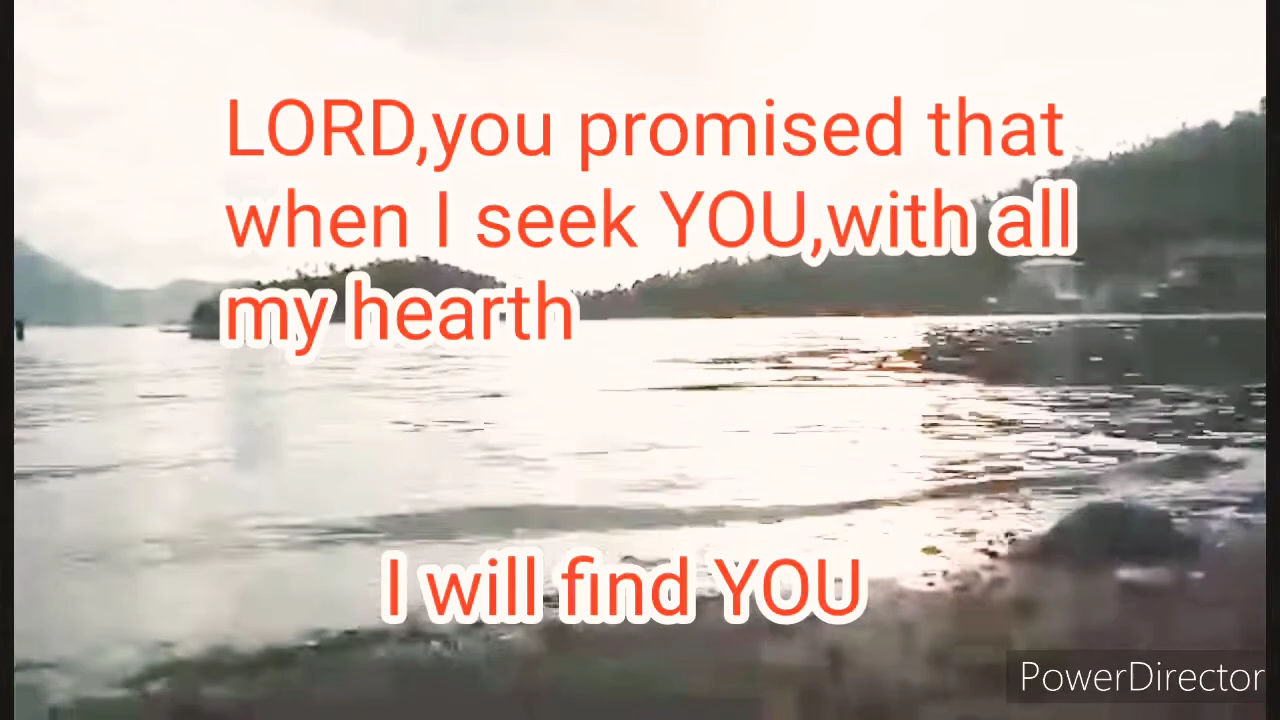 LORD,you promised that
when I seek YOU,with all
my hearth
I will find YOU
PowerDirector